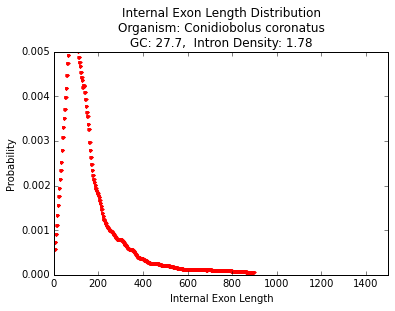 Internal Exon Length Distribution
Organism: Conidiobolus coronatus
GC: 27.7,  Intron Density: 1.78
0.005
0.004
0.003
0.002
0.001
0.000
Probability
0 200 400 600 800 1000 1200 1400
Internal Exon Length